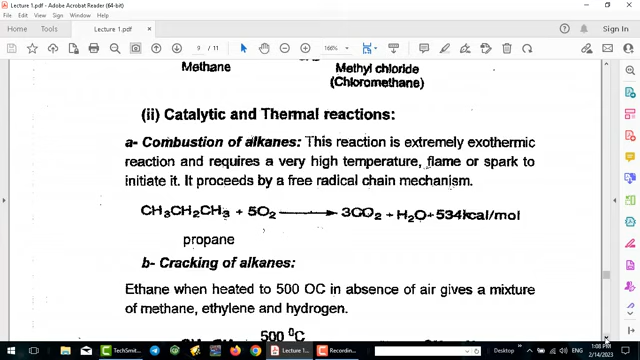 Lecture 1.pdf - Adobe Acrobat Reader (64-bit)
File Edit View Sign Window Help
Home Tools Lecture 1.pdf × Sign In
9 / 11 166%
Methane Methyl chloride
(Chloromethane)
(ii) Catalytic and Thermal reactions:
a- Combustion of alkanes: This reaction is extremely exothermic
reaction and requires a very high temperature, flame or spark to
initiate it. It proceeds by a free radical chain mechanism.
CH₃CH₂CH₃ + 5O₂ ⟶ 3CO₂ + H₂O + 534kcal/mol
propane
b- Cracking of alkanes:
Ethane when heated to 500 OC in absence of air gives a mixture
of methane, ethylene and hydrogen.
500 ⁰C
TechSmit... Lecture 1... Recording... 1:08 PM
2/14/2023